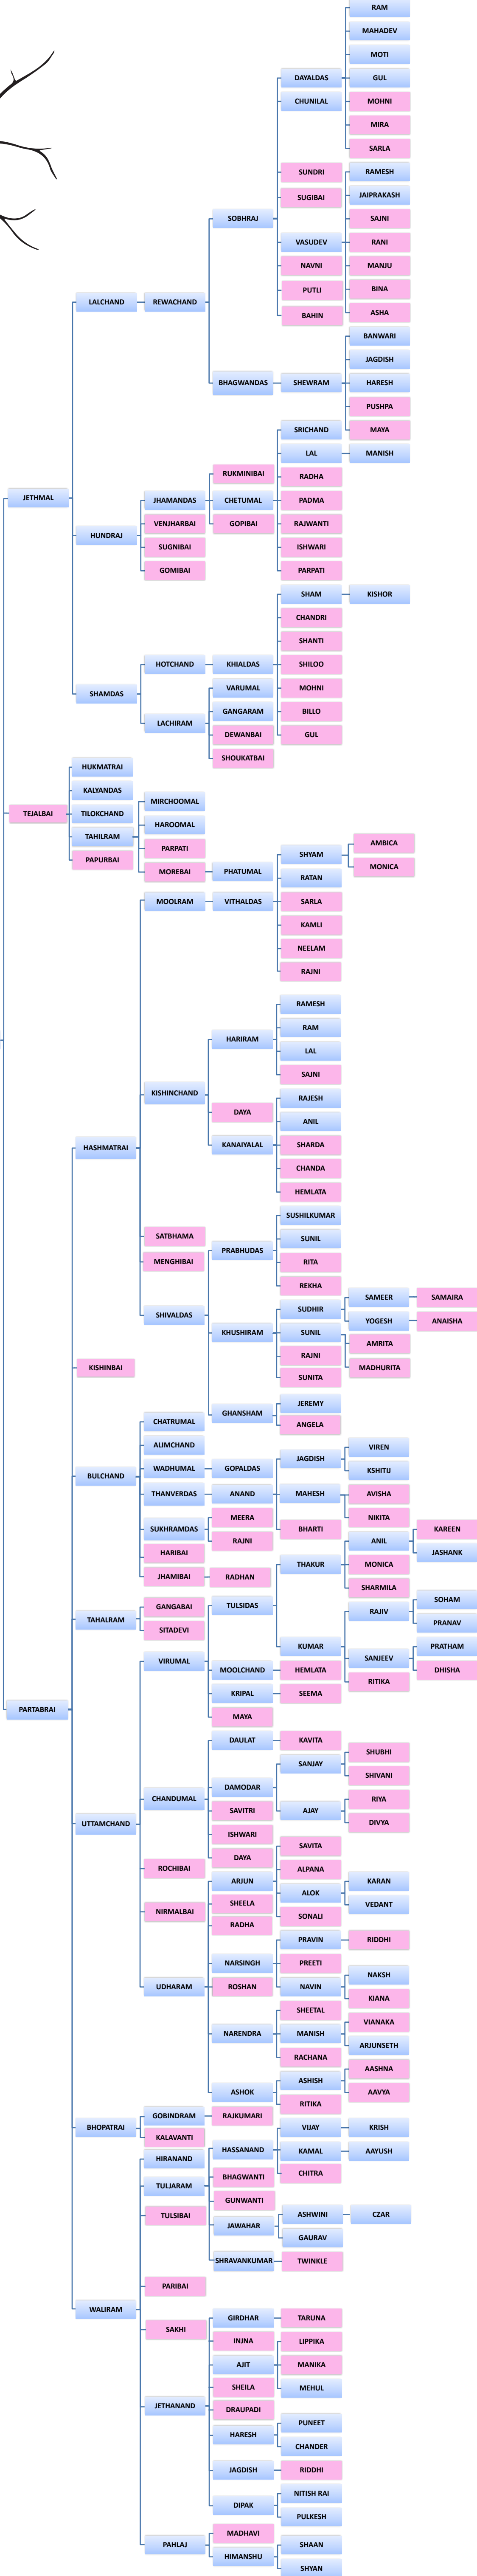 RAM
MAHADEV
MOTI
DAYALDAS
GUL
CHUNILAL
MOHNI
MIRA
SARLA
SUNDRI
RAMESH
SUGIBAI
JAIPRAKASH
SOBHRAJ
SAJNI
VASUDEV
RANI
NAVNI
MANJU
PUTLI
BINA
LALCHAND
REWACHAND
BAHIN
ASHA
BANWARI
JAGDISH
BHAGWANDAS
SHEWRAM
HARESH
PUSHPA
SRICHAND
MAYA
LAL
MANISH
RUKMINIBAI
RADHA
JETHMAL
JHAMANDAS
CHETUMAL
PADMA
VENJHARBAI
GOPIBAI
RAJWANTI
HUNDRAJ
SUGNIBAI
ISHWARI
GOMIBAI
PARPATI
SHAM
KISHOR
CHANDRI
SHANTI
HOTCHAND
KHIALDAS
SHILOO
SHAMDAS
VARUMAL
MOHNI
GANGARAM
BILLO
LACHIRAM
DEWANBAI
GUL
SHOUKATBAI
HUKMATRAI
KALYANDAS
MIRCHOOMAL
TEJALBAI
TILOKCHAND
HAROOMAL
TAHILRAM
AMBICA
PARPATI
SHYAM
PAPURBAI
MONICA
MOREBAI
PHATUMAL
RATAN
MOOLRAM
VITHALDAS
SARLA
KAMLI
NEELAM
RAJNI
RAMESH
RAM
HARIRAM
LAL
SAJNI
KISHINCHAND
RAJESH
DAYA
ANIL
HASHMATRAI
KANAIYALAL
SHARDA
CHANDA
HEMLATA
SUSHILKUMAR
SATBHAMA
SUNIL
PRABHUDAS
MENGHIBAI
RITA
REKHA
SAMEER
SAMAIRA
SUDHIR
SHIVALDAS
YOGESH
ANAISHA
KHUSHIRAM
SUNIL
AMRITA
RAJNI
KISHINBAI
MADHURITA
SUNITA
JEREMY
GHANSHAM
CHATRUMAL
ANGELA
ALIMCHAND
VIREN
JAGDISH
WADHUMAL
GOPALDAS
KSHITIJ
BULCHAND
THANVERDAS
ANAND
MAHESH
AVISHA
MEERA
NIKITA
SUKHRAMDAS
BHARTI
KAREEN
RAJNI
ANIL
HARIBAI
JASHANK
THAKUR
MONICA
JHAMIBAI
RADHAN
SHARMILA
SOHAM
GANGABAI
TULSIDAS
RAJIV
TAHALRAM
PRANAV
SITADEVI
KUMAR
PRATHAM
SANJEEV
VIRUMAL
MOOLCHAND
HEMLATA
DHISHA
RITIKA
KRIPAL
SEEMA
PARTABRAI
MAYA
DAULAT
KAVITA
SHUBHI
SANJAY
SHIVANI
DAMODAR
CHANDUMAL
RIYA
SAVITRI
AJAY
UTTAMCHAND
DIVYA
ISHWARI
SAVITA
DAYA
ROCHIBAI
ALPANA
ARJUN
KARAN
ALOK
SHEELA
VEDANT
NIRMALBAI
SONALI
RADHA
PRAVIN
RIDDHI
NARSINGH
PREETI
NAKSH
UDHARAM
ROSHAN
NAVIN
KIANA
SHEETAL
VIANAKA
NARENDRA
MANISH
ARJUNSETH
RACHANA
AASHNA
ASHISH
ASHOK
AAVYA
RITIKA
GOBINDRAM
RAJKUMARI
BHOPATRAI
VIJAY
KRISH
KALAVANTI
HASSANAND
KAMAL
AAYUSH
HIRANAND
CHITRA
BHAGWANTI
TULJARAM
GUNWANTI
TULSIBAI
ASHWINI
CZAR
JAWAHAR
GAURAV
SHRAVANKUMAR
TWINKLE
PARIBAI
WALIRAM
GIRDHAR
TARUNA
SAKHI
INJNA
LIPPIKA
AJIT
MANIKA
SHEILA
MEHUL
JETHANAND
DRAUPADI
PUNEET
HARESH
CHANDER
JAGDISH
RIDDHI
NITISH RAI
DIPAK
PULKESH
MADHAVI
PAHLAJ
SHAAN
HIMANSHU
SHYAN